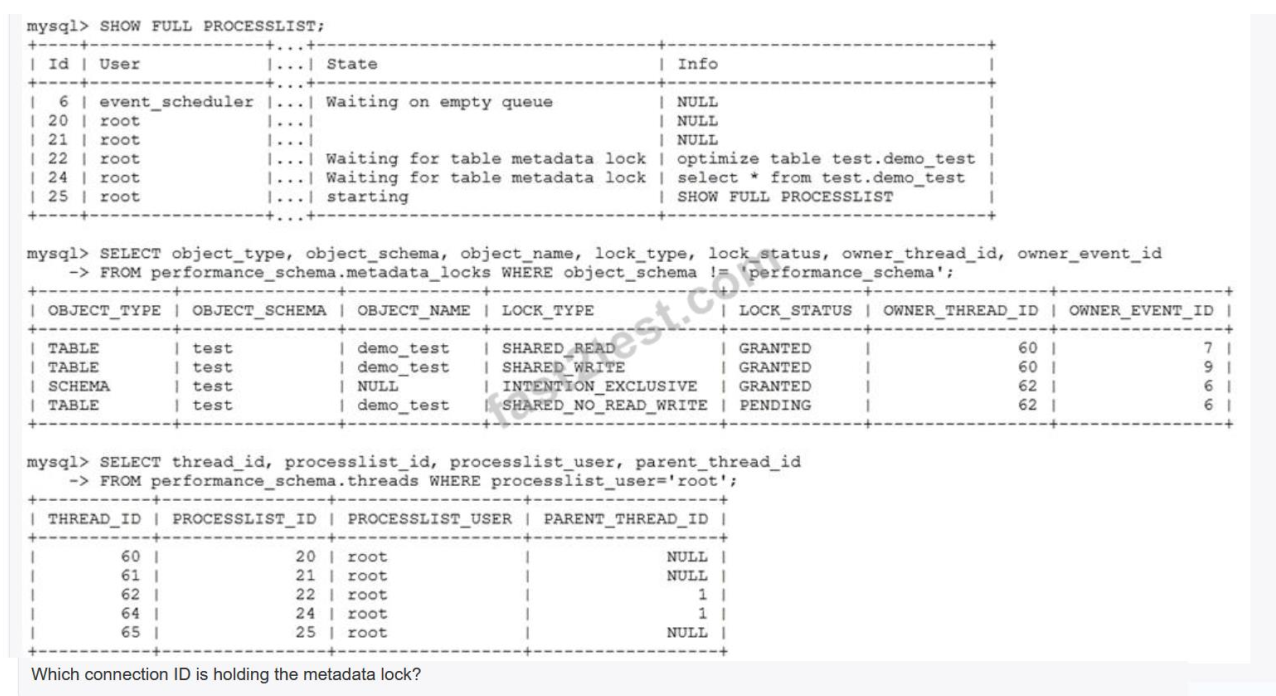 mysql> SHOW FULL PROCESSLIST;
+----+-----------------+...+---------------------------------+--------------------------------+
| Id | User |...| State | Info |
+----+-----------------+...+---------------------------------+--------------------------------+
| 6 | event_scheduler |...| Waiting on empty queue | NULL |
| 20 | root |...| | NULL |
| 21 | root |...| | NULL |
| 22 | root |...| Waiting for table metadata lock | optimize table test.demo_test |
| 24 | root |...| Waiting for table metadata lock | select * from test.demo_test |
| 25 | root |...| starting | SHOW FULL PROCESSLIST |
+----+-----------------+...+---------------------------------+--------------------------------+
mysql> SELECT object_type, object_schema, object_name, lock_type, lock_status, owner_thread_id, owner_event_id
-> FROM performance_schema.metadata_locks WHERE object_schema != 'performance_schema';
+-------------+---------------+-------------+----------------------+-------------+-----------------+----------------+
| OBJECT_TYPE | OBJECT_SCHEMA | OBJECT_NAME | LOCK_TYPE | LOCK_STATUS | OWNER_THREAD_ID | OWNER_EVENT_ID |
+-------------+---------------+-------------+----------------------+-------------+-----------------+----------------+
| TABLE | test | demo_test | SHARED_READ | GRANTED | 60 | 7 |
| TABLE | test | demo_test | SHARED_WRITE | GRANTED | 60 | 9 |
| SCHEMA | test | NULL | INTENTION_EXCLUSIVE | GRANTED | 62 | 6 |
| TABLE | test | demo_test | SHARED_NO_READ_WRITE | PENDING | 62 | 6 |
+-------------+---------------+-------------+----------------------+-------------+-----------------+----------------+
fast2test.com
mysql> SELECT thread_id, processlist_id, processlist_user, parent_thread_id
-> FROM performance_schema.threads WHERE processlist_user='root';
+-----------+----------------+------------------+------------------+
| THREAD_ID | PROCESSLIST_ID | PROCESSLIST_USER | PARENT_THREAD_ID |
+-----------+----------------+------------------+------------------+
| 60 | 20 | root | NULL |
| 61 | 21 | root | NULL |
| 62 | 22 | root | 1 |
| 64 | 24 | root | 1 |
| 65 | 25 | root | NULL |
+-----------+----------------+------------------+------------------+
Which connection ID is holding the metadata lock?